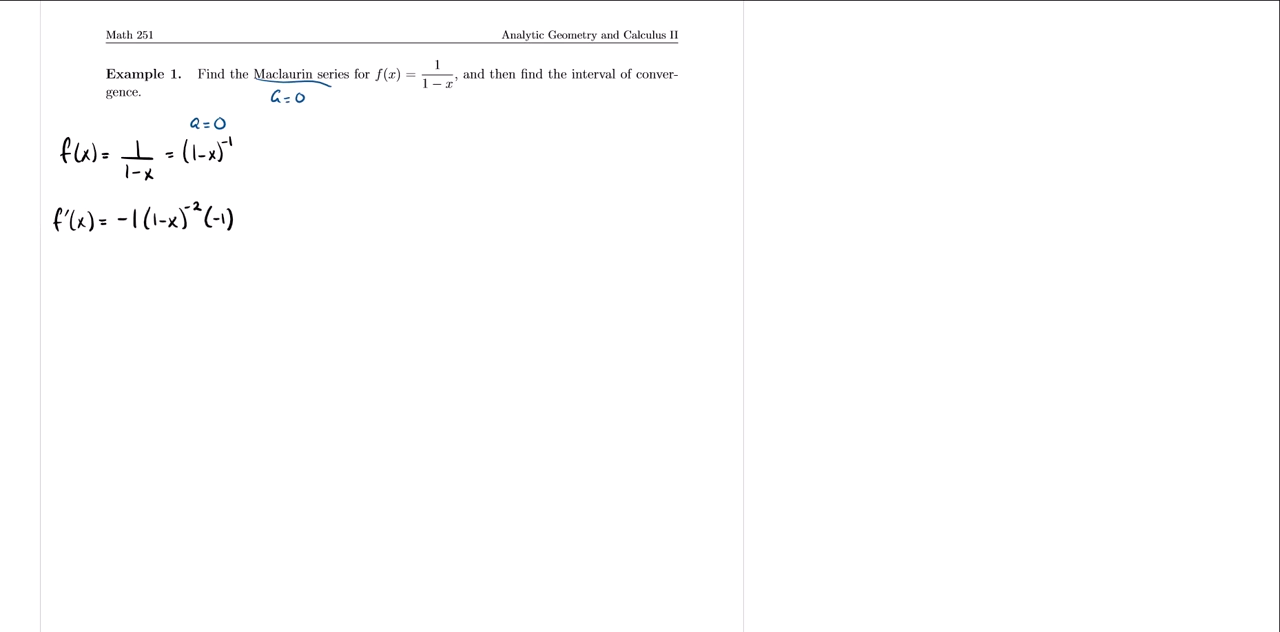 Math 251 Analytic Geometry and Calculus II
Example 1. Find the Maclaurin series for f(x) = 1/(1 − x), and then find the interval of conver-
gence.
a=0
a=0
f(x) = 1/(1-x) = (1-x)^-1
f'(x) = -1(1-x)^-2(-1)